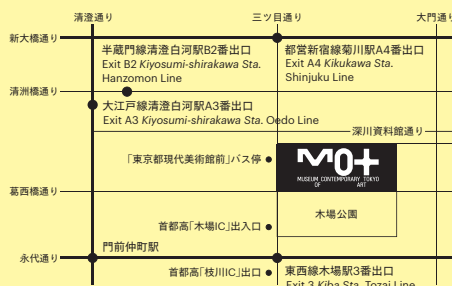 清澄通り
三ツ目通り
大門通り
新大橋通り
半蔵門線清澄白河駅B2番出口
Exit B2 Kiyosumi-shirakawa Sta.
Hanzomon Line
都営新宿線菊川駅A4番出口
Exit A4 Kikukawa Sta.
Shinjuku Line
清洲橋通り
大江戸線清澄白河駅A3番出口
Exit A3 Kiyosumi-shirakawa Sta. Oedo Line
深川資料館通り
「東京都現代美術館前」バス停
MOT
MUSEUM CONTEMPORARY TOKYO
OF ART
葛西橋通り
木場公園
首都高「木場IC」出入口
門前仲町駅
永代通り
首都高「枝川IC」出口
東西線木場駅3番出口
Exit 3 Kiba Sta. Tozai Line